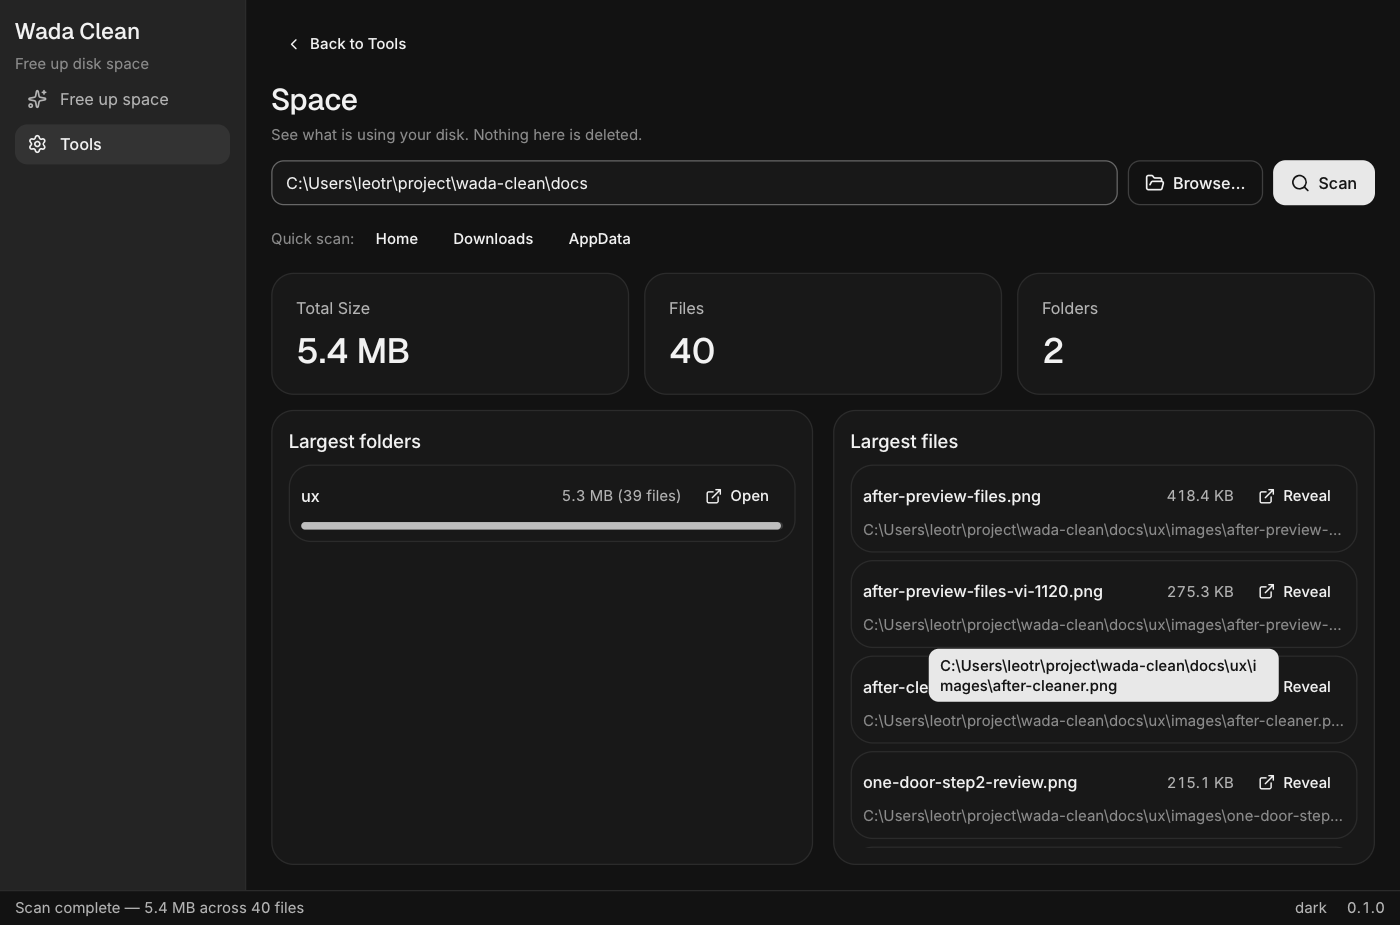 Wada Clean
Free up disk space
Free up space
Tools
Back to Tools
Space
See what is using your disk. Nothing here is deleted.
C:\Users\leotr\project\wada-clean\docs
Browse...
Scan
Quick scan:
Home
Downloads
AppData
Total Size
5.4 MB
Files
40
Folders
2
Largest folders
ux
5.3 MB (39 files)
Open
Largest files
after-preview-files.png
418.4 KB
Reveal
C:\Users\leotr\project\wada-clean\docs\ux\images\after-preview-...
after-preview-files-vi-1120.png
275.3 KB
Reveal
C:\Users\leotr\project\wada-clean\docs\ux\images\after-preview-...
C:\Users\leotr\project\wada-clean\docs\ux\i
mages\after-cleaner.png
after-cle
Reveal
C:\Users\leotr\project\wada-clean\docs\ux\images\after-cleaner.p...
one-door-step2-review.png
215.1 KB
Reveal
C:\Users\leotr\project\wada-clean\docs\ux\images\one-door-step...
Scan complete — 5.4 MB across 40 files
dark
0.1.0